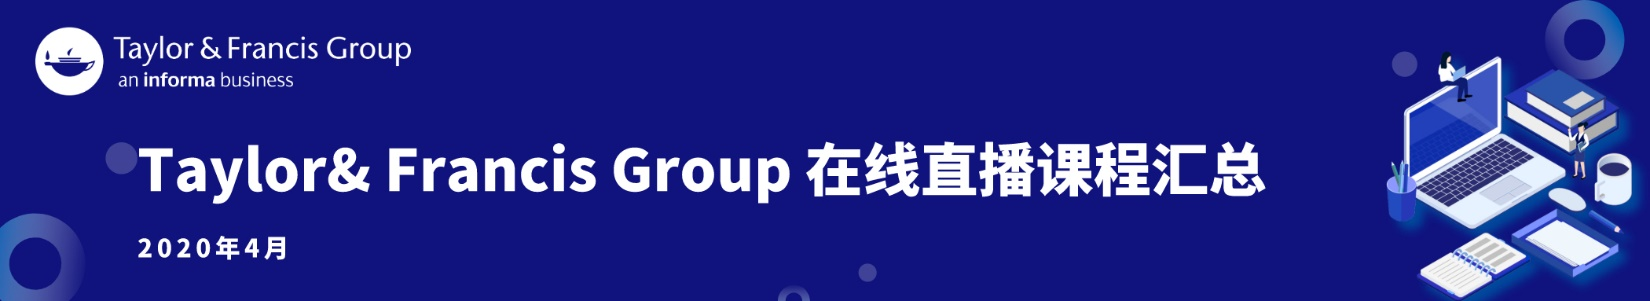 Taylor & Francis Group
an informa business
Taylor& Francis Group 在线直播课程汇总
2020年4月